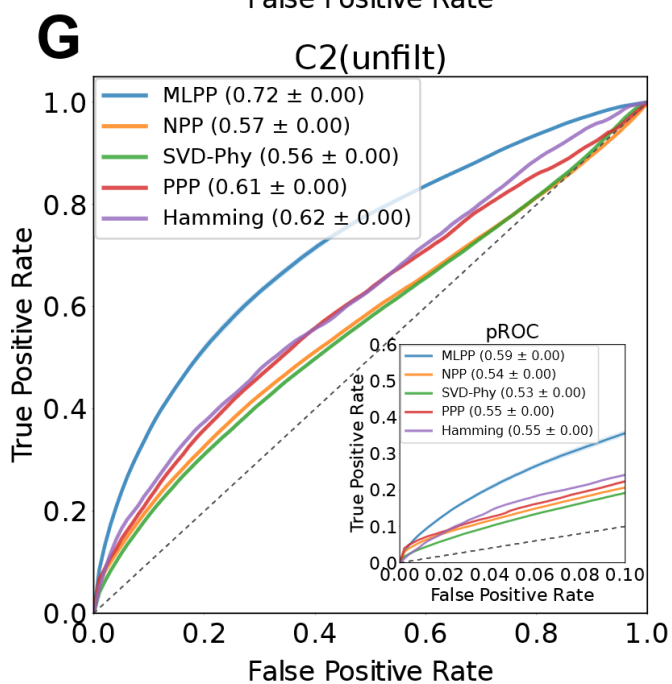 False Positive Rate
G
C2(unfilt)
MLPP (0.72 ± 0.00)
NPP (0.57 ± 0.00)
SVD-Phy (0.56 ± 0.00)
PPP (0.61 ± 0.00)
Hamming (0.62 ± 0.00)
1.0
0.8
0.6
0.4
0.2
0.0
True Positive Rate
0.0 0.2 0.4 0.6 0.8 1.0
False Positive Rate
pROC
MLPP (0.59 ± 0.00)
NPP (0.54 ± 0.00)
SVD-Phy (0.53 ± 0.00)
PPP (0.55 ± 0.00)
Hamming (0.55 ± 0.00)
0.6
0.5
0.4
0.3
0.2
0.1
0.0
True Positive Rate
0.00 0.02 0.04 0.06 0.08 0.10
False Positive Rate